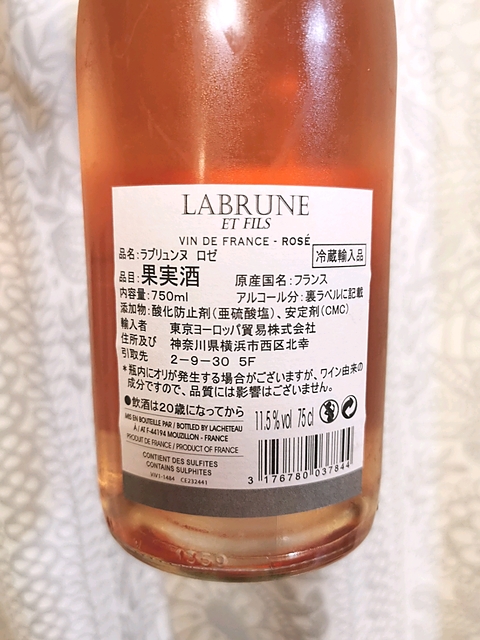 LABRUNE
ET FILS
VIN DE FRANCE - ROSÉ
品名:ラブリュンヌ ロゼ
冷蔵輸入品
品目:果実酒 原産国名:フランス
内容量:750ml アルコール分:裏ラベルに記載
添加物:酸化防止剤(亜硫酸塩)、安定剤(CMC)
輸入者 東京ヨーロッパ貿易株式会社
住所及び 神奈川県横浜市西区北幸
引取先 2-9-30 5F
*瓶内にオリが発生する場合がございますが、ワイン由来の
成分ですので、品質には影響はございません。
●飲酒は20歳になってから
MIS EN BOUTEILLE PAR / BOTTLED BY LACHETEAU
À / AT F-44194 MOUZILLON - FRANCE
PRODUIT DE FRANCE / PRODUCT OF FRANCE
CONTIENT DES SULFITES
CONTAINS SULPHITES
VIV1-1484 CE232441
11.5% vol 75 cl
3 176780 037844